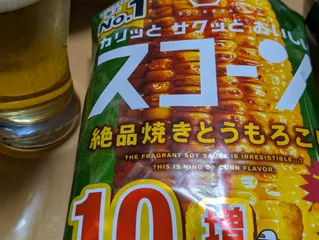 No.1
カリッと サクッと おいしい
スコーン
絶品焼きとうもろこ
THE FRAGRANT SOY SAUCE IS IRRESISTIBLE...?
THIS IS KING OF CORN FLAVOR.
10
増